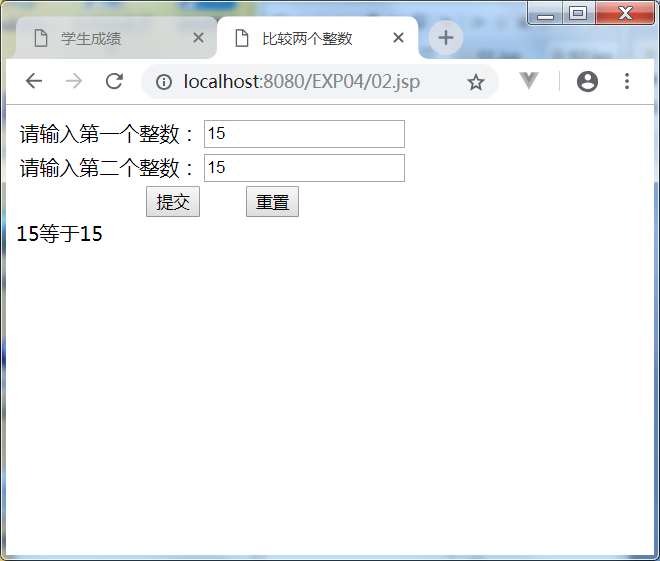 学生成绩
比较两个整数
localhost:8080/EXP04/02.jsp
请输入第一个整数： 15
请输入第二个整数： 15
提交 重置
15等于15